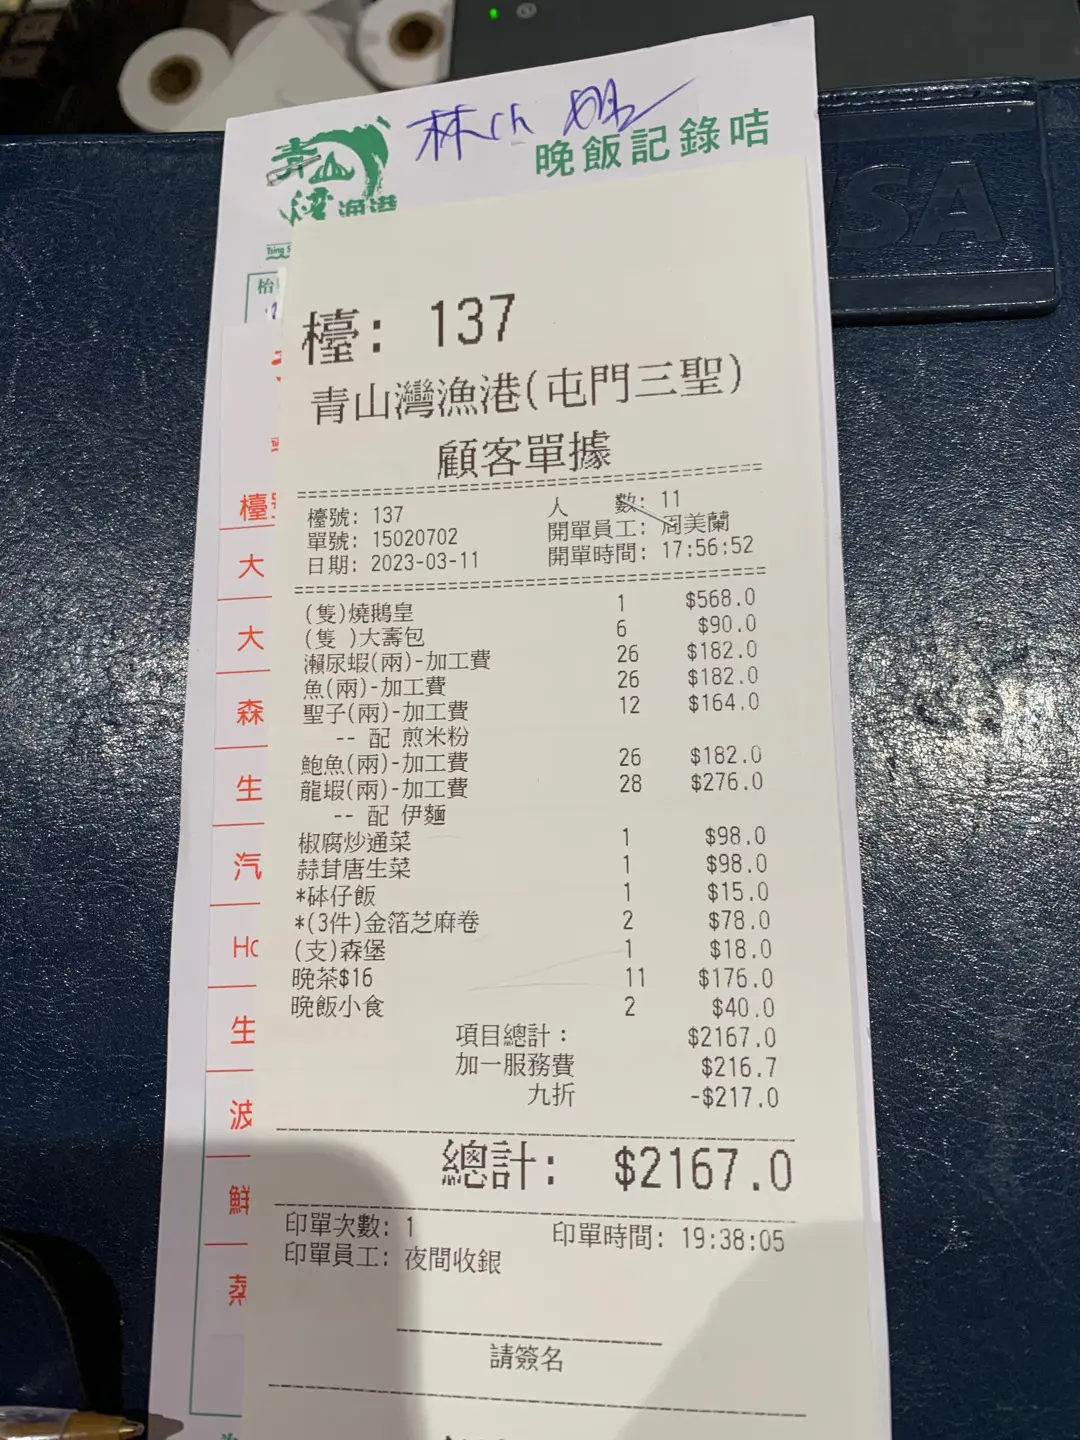 林
晚飯記錄咭
青山灣漁港
檯: 137
青山灣漁港(屯門三聖)
顧客單據
檯號: 137 人 數: 11
單號: 15020702 開單員工: 周美蘭
日期: 2023-03-11 開單時間: 17:56:52
(隻)燒鵝皇 1 $568.0
(隻 )大壽包 6 $90.0
瀨尿蝦(兩)-加工費 26 $182.0
魚(兩)-加工費 26 $182.0
聖子(兩)-加工費 12 $164.0
-- 配 煎米粉
鮑魚(兩)-加工費 26 $182.0
龍蝦(兩)-加工費 28 $276.0
-- 配 伊麵
椒腐炒通菜 1 $98.0
蒜茸唐生菜 1 $98.0
*砵仔飯 1 $15.0
*(3件)金箔芝麻卷 2 $78.0
(支)森堡 1 $18.0
晚茶$16 11 $176.0
晚飯小食 2 $40.0
項目總計: $2167.0
加一服務費 $216.7
九折 -$217.0
總計: $2167.0
印單次數: 1 印單時間: 19:38:05
印單員工: 夜間收銀
請簽名
檯
大
大
森
生
汽
Ho
生
波
鮮
蒸